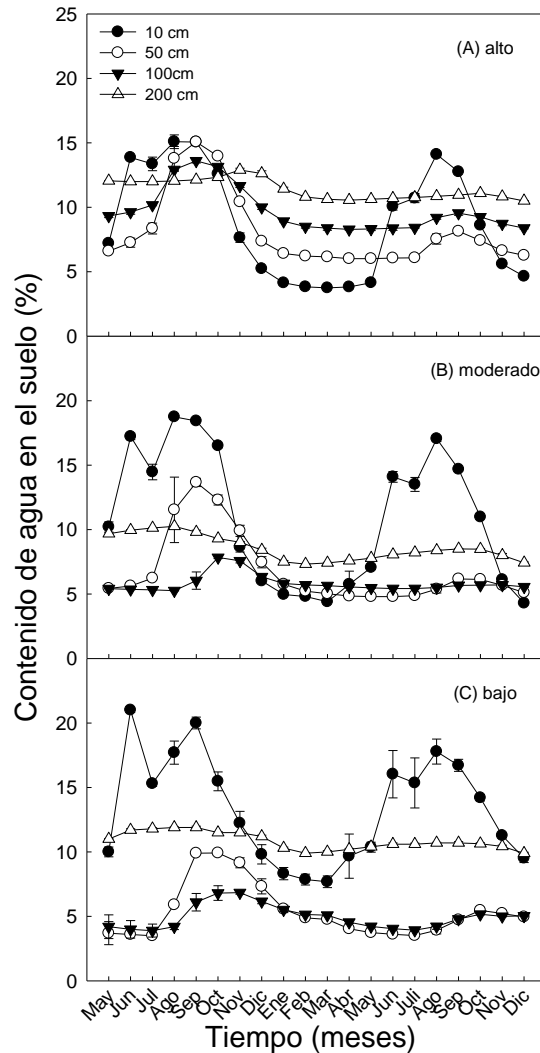 Contenido de agua en el suelo (%)
25
20
15
10
5
0
10 cm
50 cm
100cm
200 cm
(A) alto
20
15
10
5
0
(B) moderado
20
15
10
5
0
(C) bajo
May
Jun
Jul
Ago
Sep
Oct
Nov
Dic
Ene
Feb
Mar
Abr
May
Jun
Juli
Ago
Sep
Oct
Nov
Dic
Tiempo (meses)